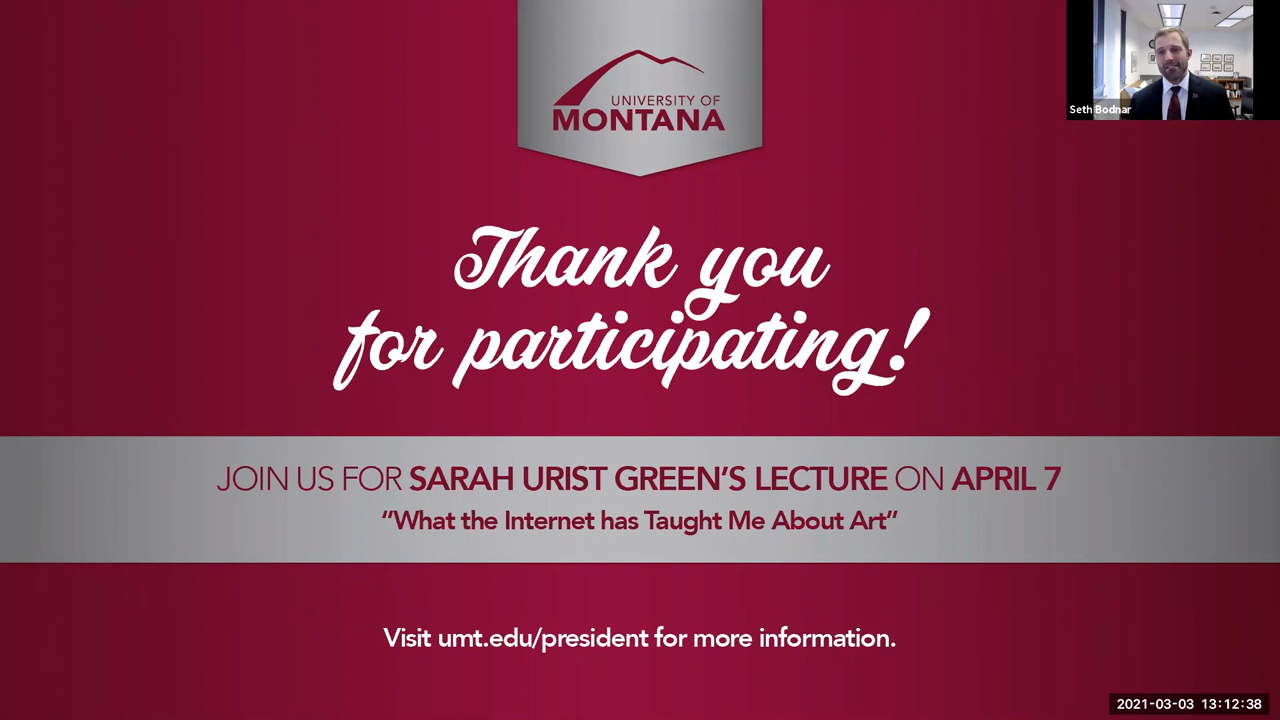 UNIVERSITY OF
MONTANA
Seth Bodnar
Thank you
for participating!
JOIN US FOR SARAH URIST GREEN’S LECTURE ON APRIL 7
“What the Internet has Taught Me About Art”
Visit umt.edu/president for more information.
2021-03-03 13:12:38